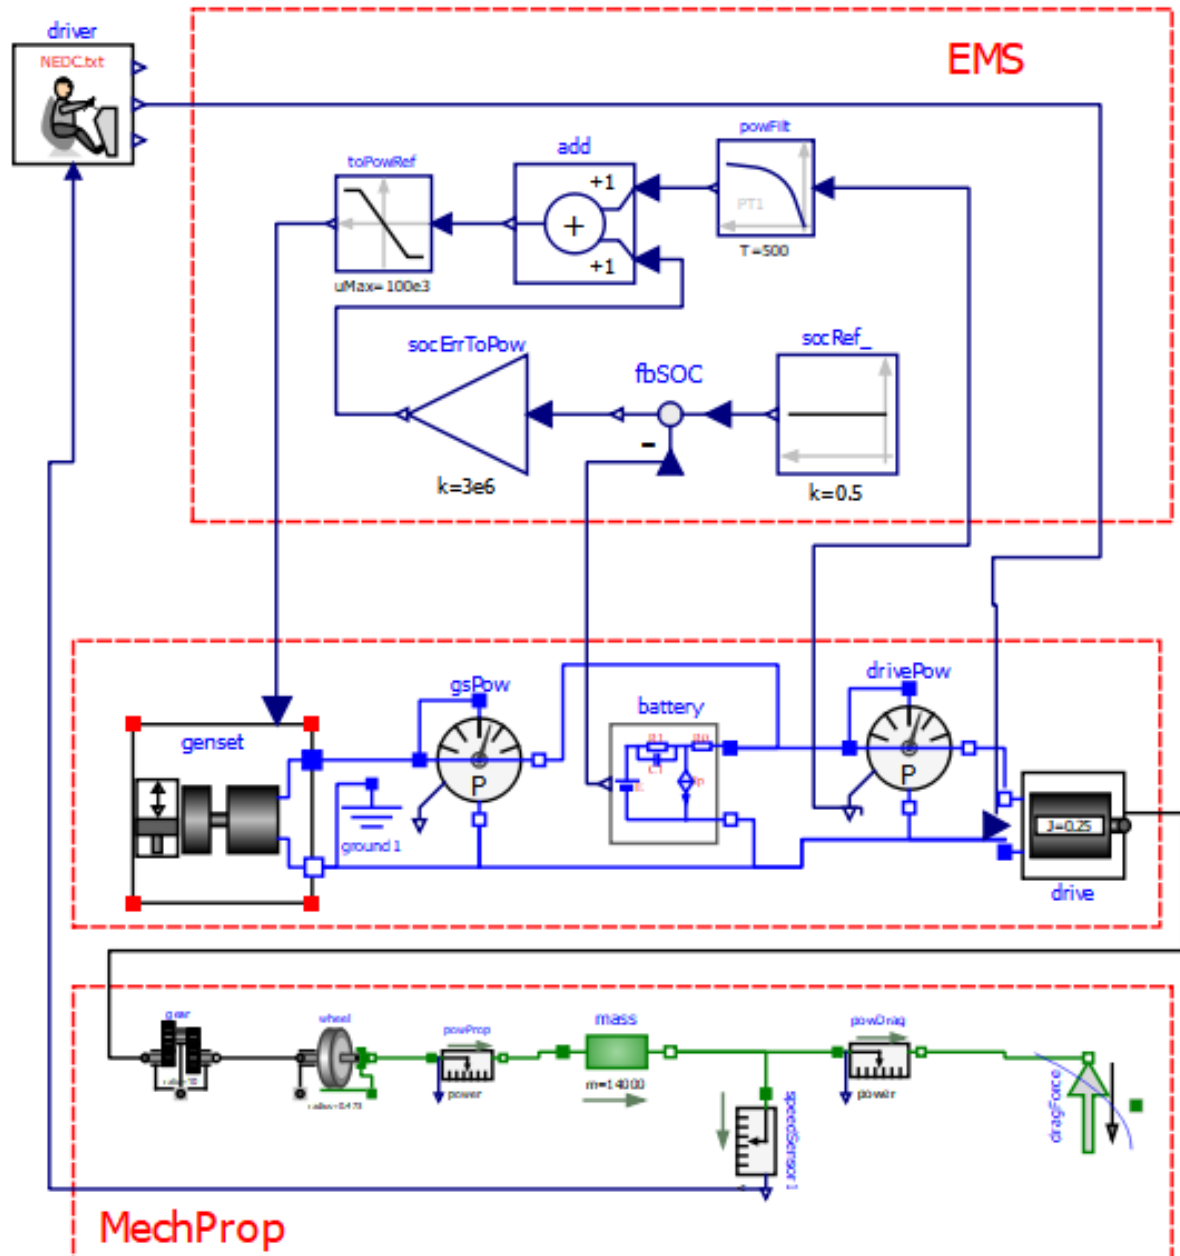 driver
NEDC.txt
EMS
powFilt
PT1
T=500
add
+1
+
+1
toPowRef
uMax=100e3
socErrToPow
k=3e6
fbSOC
-
socRef_
k=0.5
gsPow
P
drivePow
P
battery
genset
ground1
J=0.25
drive
gear
wheel
powProp
power
mass
m=14000
powDrag
power
speedSensor1
dragForce
MechProp